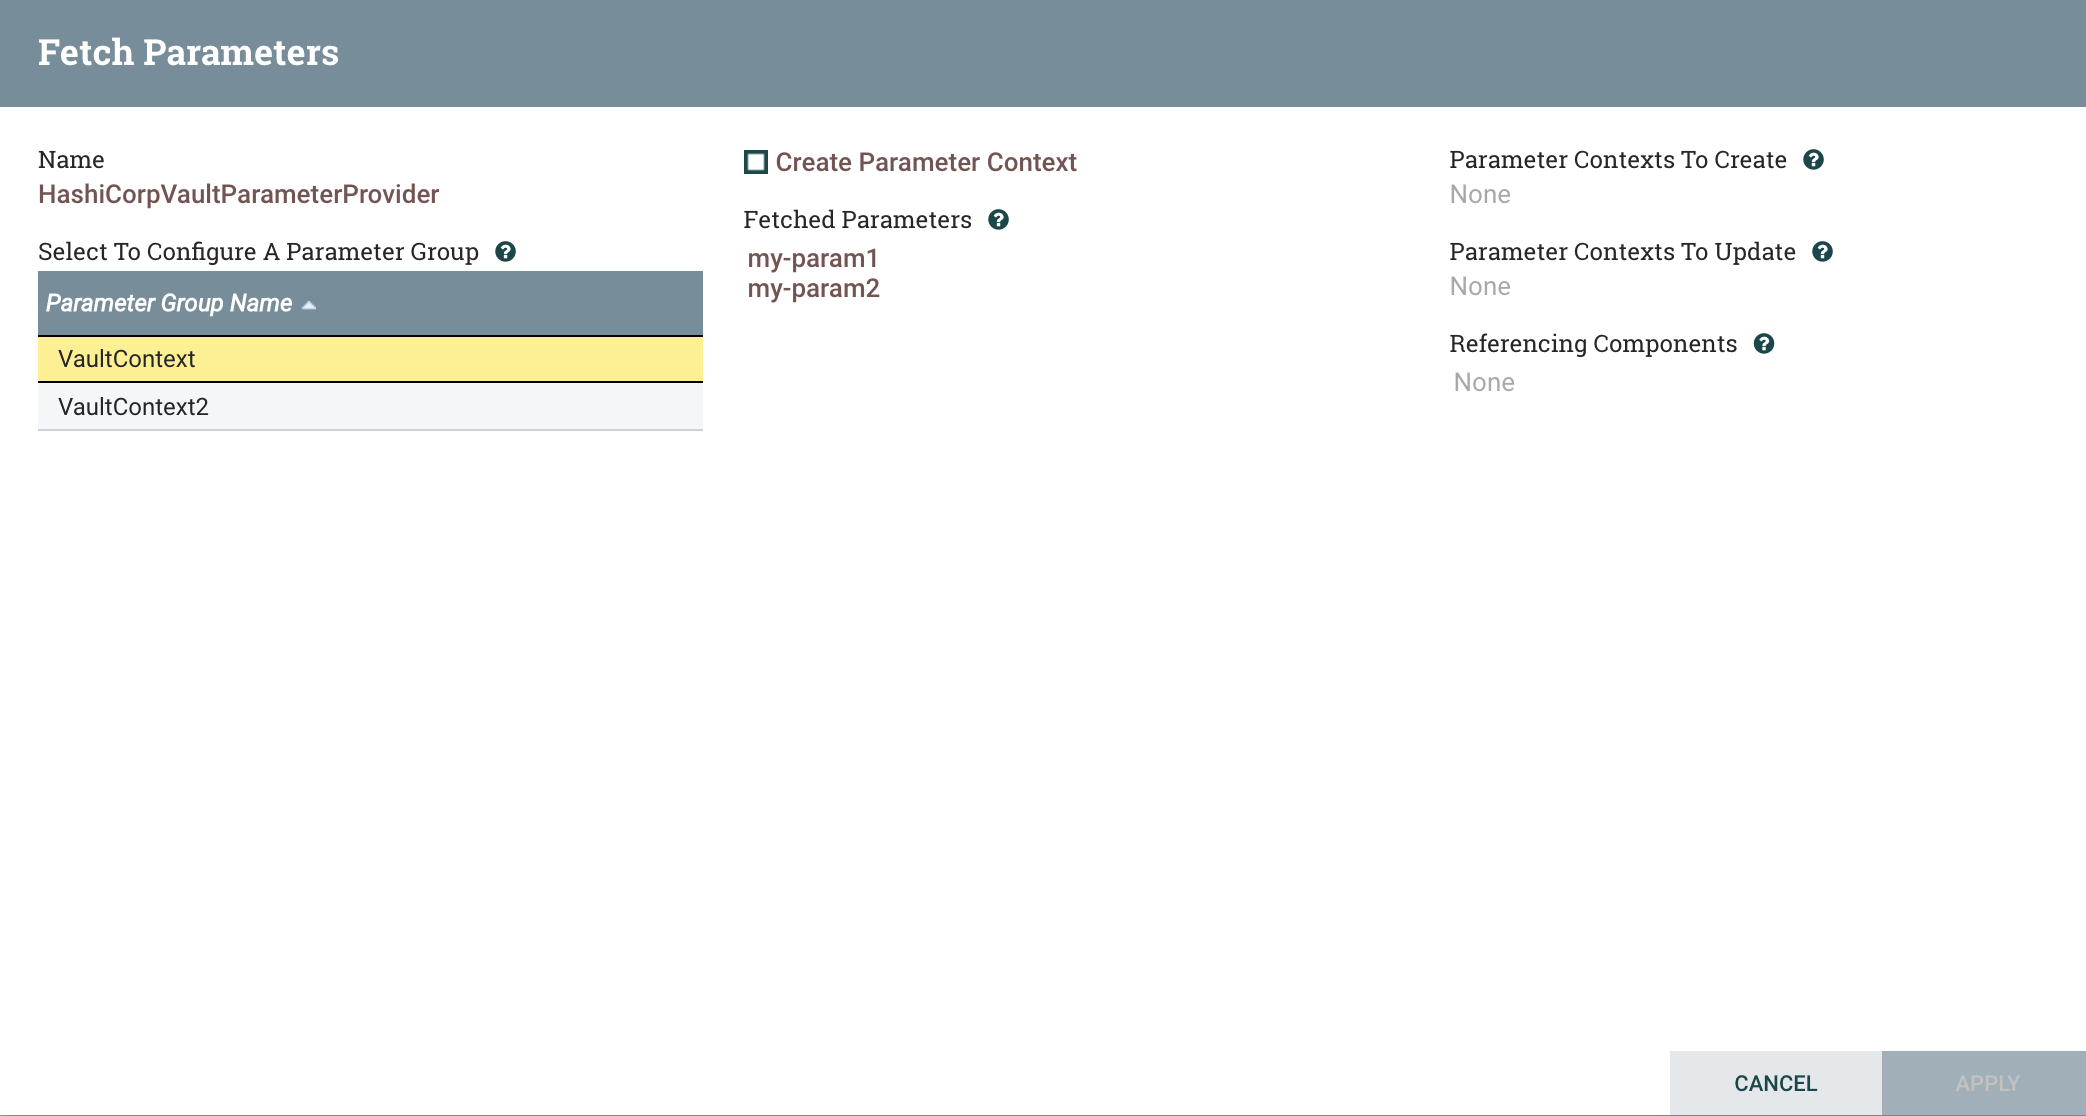 Fetch Parameters
Name
HashiCorpVaultParameterProvider
Select To Configure A Parameter Group
Parameter Group Name
VaultContext
VaultContext2
Create Parameter Context
Fetched Parameters
my-param1
my-param2
Parameter Contexts To Create
None
Parameter Contexts To Update
None
Referencing Components
None
CANCEL
APPLY